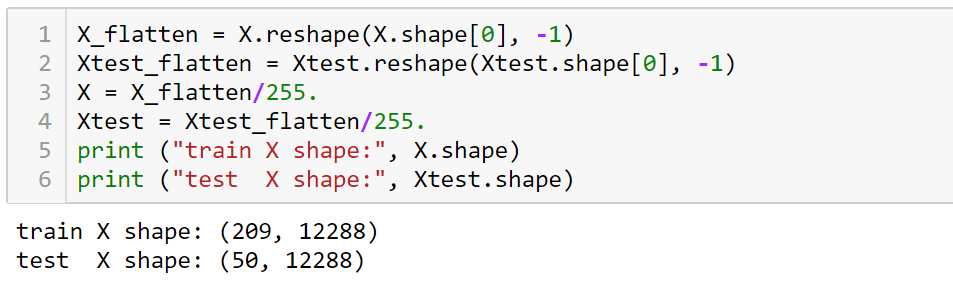 1 X_flatten = X.reshape(X.shape[0], -1)
2 Xtest_flatten = Xtest.reshape(Xtest.shape[0], -1)
3 X = X_flatten/255.
4 Xtest = Xtest_flatten/255.
5 print ("train X shape:", X.shape)
6 print ("test  X shape:", Xtest.shape)
train X shape: (209, 12288)
test  X shape: (50, 12288)